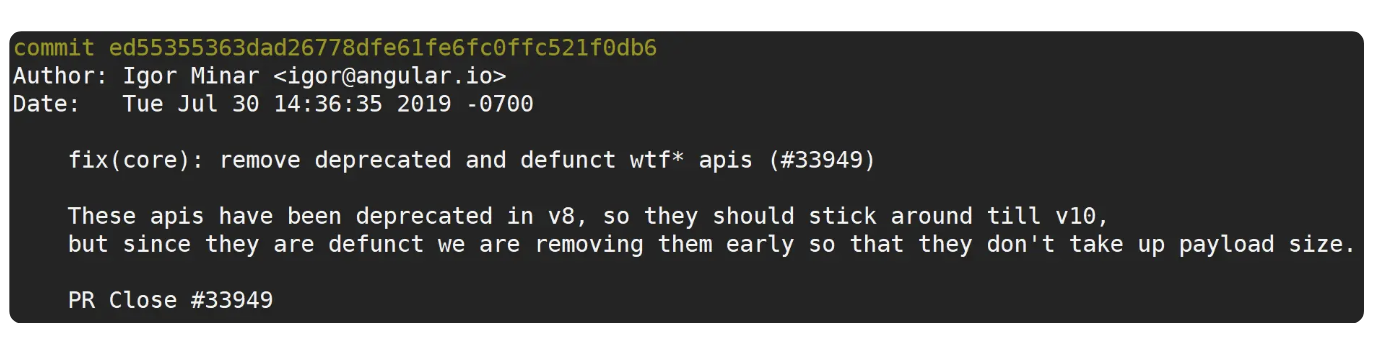 commit ed55355363dad26778dfe61fe6fc0ffc521f0db6
Author: Igor Minar <igor@angular.io>
Date:   Tue Jul 30 14:36:35 2019 -0700
fix(core): remove deprecated and defunct wtf* apis (#33949)
These apis have been deprecated in v8, so they should stick around till v10,
but since they are defunct we are removing them early so that they don't take up payload size.
PR Close #33949